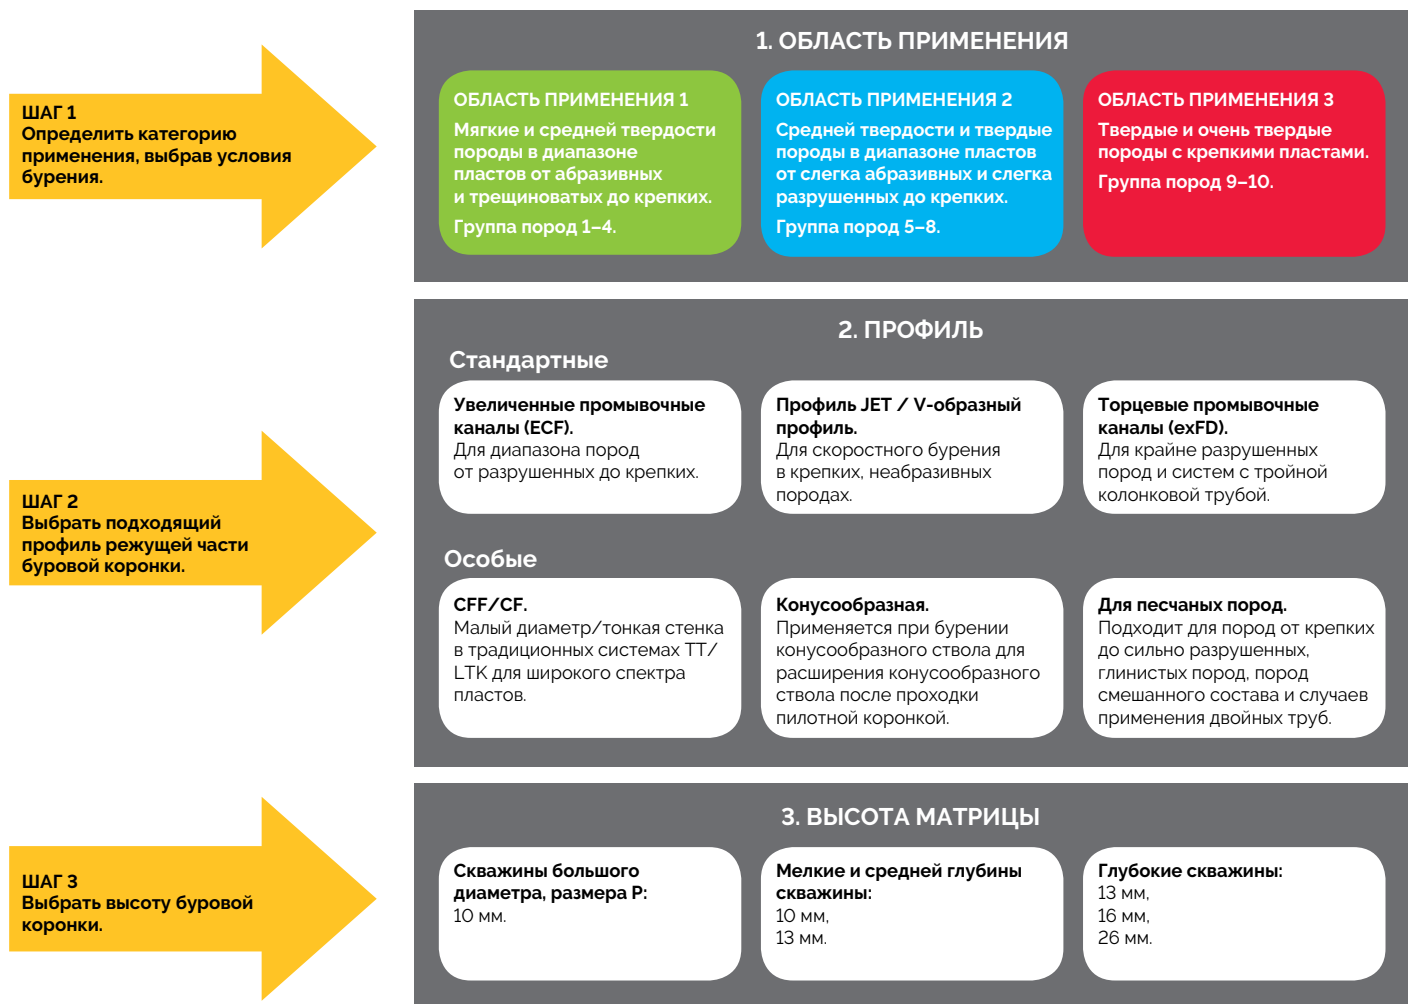 ШАГ 1
Определить категорию
применения, выбрав условия
бурения.
1. ОБЛАСТЬ ПРИМЕНЕНИЯ
ОБЛАСТЬ ПРИМЕНЕНИЯ 1
Мягкие и средней твердости
породы в диапазоне
пластов от абразивных
и трещиноватых до крепких.
Группа пород 1–4.
ОБЛАСТЬ ПРИМЕНЕНИЯ 2
Средней твердости и твердые
породы в диапазоне пластов
от слегка абразивных и слегка
разрушенных до крепких.
Группа пород 5–8.
ОБЛАСТЬ ПРИМЕНЕНИЯ 3
Твердые и очень твердые
породы с крепкими пластами.
Группа пород 9–10.
ШАГ 2
Выбрать подходящий
профиль режущей части
буровой коронки.
2. ПРОФИЛЬ
Стандартные
Увеличенные промывочные
каналы (ECF).
Для диапазона пород
от разрушенных до крепких.
Профиль JET / V-образный
профиль.
Для скоростного бурения
в крепких, неабразивных
породах.
Торцевые промывочные
каналы (exFD).
Для крайне разрушенных
пород и систем с тройной
колонковой трубой.
Особые
CFF/CF.
Малый диаметр/тонкая стенка
в традиционных системах TT/
LTK для широкого спектра
пластов.
Конусообразная.
Применяется при бурении
конусообразного ствола для
расширения конусообразного
ствола после проходки
пилотной коронкой.
Для песчаных пород.
Подходит для пород от крепких
до сильно разрушенных,
глинистых пород, пород
смешанного состава и случаев
применения двойных труб.
ШАГ 3
Выбрать высоту буровой
коронки.
3. ВЫСОТА МАТРИЦЫ
Скважины большого
диаметра, размера P:
10 мм.
Мелкие и средней глубины
скважины:
10 мм,
13 мм.
Глубокие скважины:
13 мм,
16 мм,
26 мм.